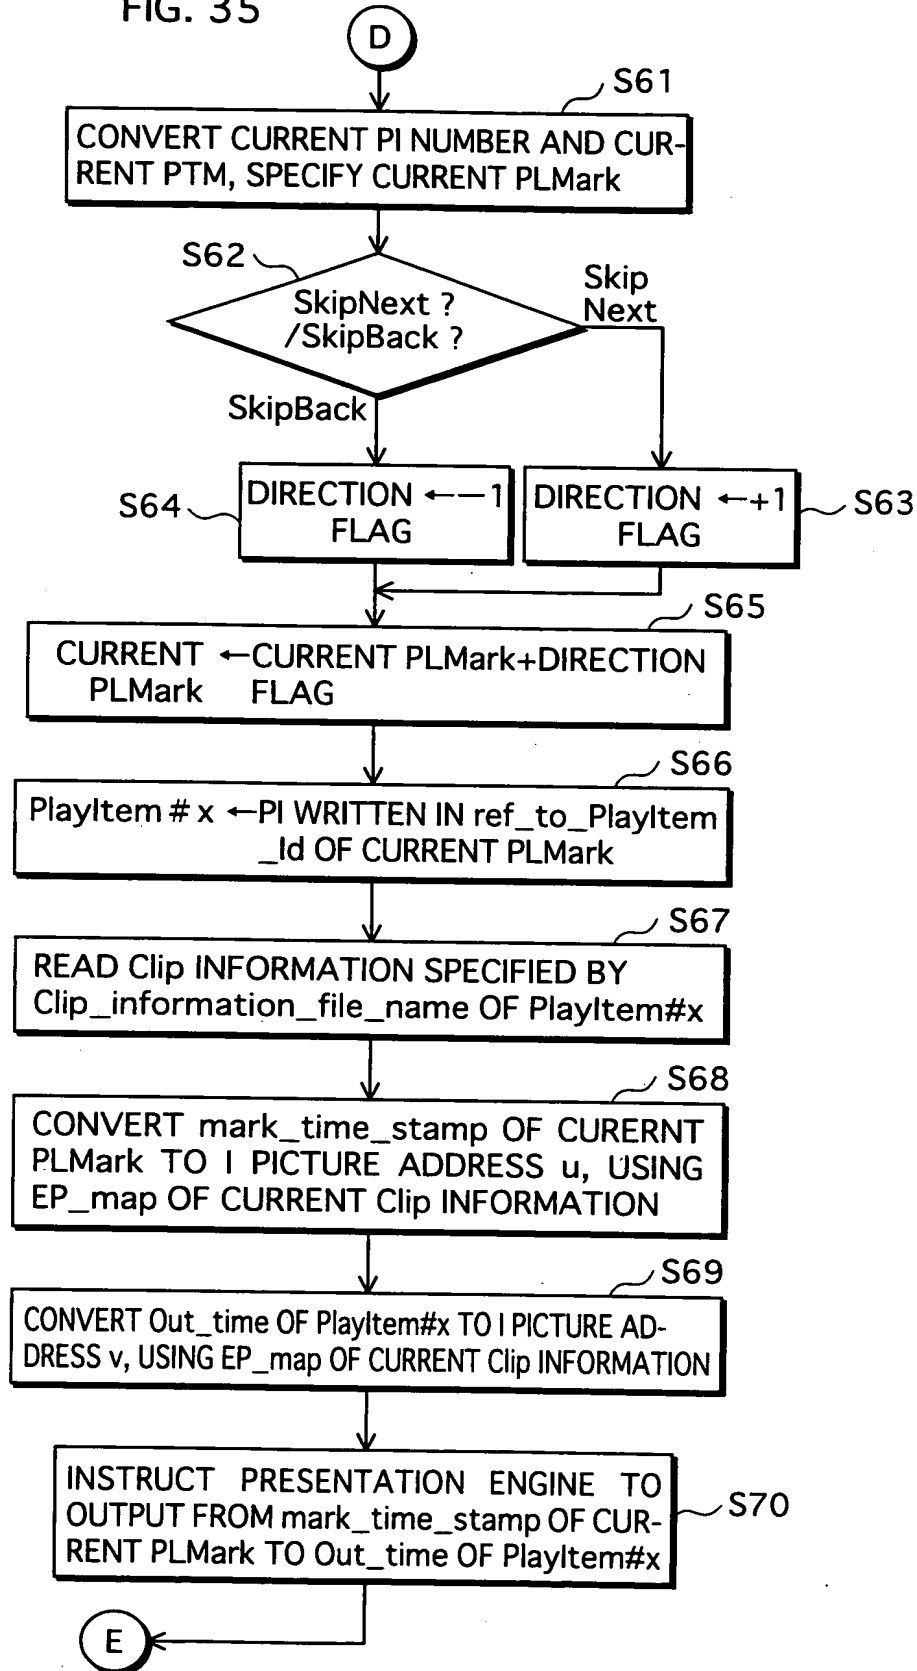 FIG. 35
D
S61
CONVERT CURRENT PI NUMBER AND CUR-
RENT PTM, SPECIFY CURRENT PLMark
S62
SkipNext ?
/SkipBack ?
Skip
Next
SkipBack
S64
DIRECTION ←−1
FLAG
DIRECTION ←+1
FLAG
S63
S65
CURRENT ←CURRENT PLMark+DIRECTION
PLMark FLAG
S66
PlayItem # x ←PI WRITTEN IN ref_to_PlayItem
_Id OF CURRENT PLMark
S67
READ Clip INFORMATION SPECIFIED BY
Clip_information_file_name OF PlayItem#x
S68
CONVERT mark_time_stamp OF CURERNT
PLMark TO I PICTURE ADDRESS u, USING
EP_map OF CURRENT Clip INFORMATION
S69
CONVERT Out_time OF PlayItem#x TO I PICTURE AD-
DRESS v, USING EP_map OF CURRENT Clip INFORMATION
INSTRUCT PRESENTATION ENGINE TO
OUTPUT FROM mark_time_stamp OF CUR-
RENT PLMark TO Out_time OF PlayItem#x
S70
E